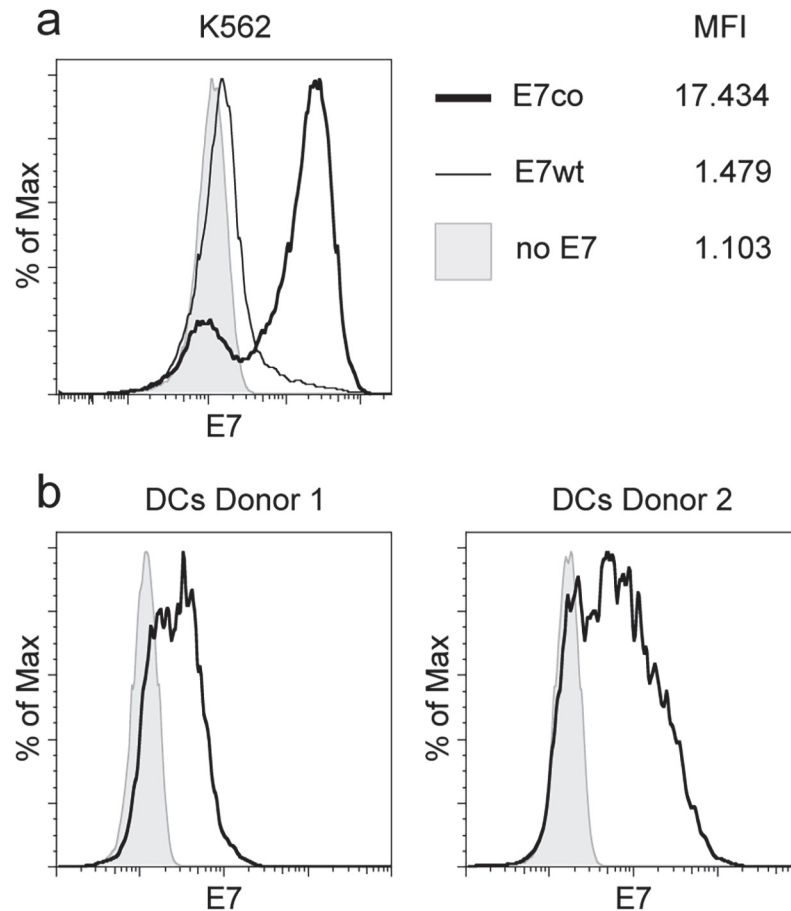 a
K562
MFI
E7co 17.434
E7wt 1.479
no E7 1.103
% of Max
E7
b
DCs Donor 1
DCs Donor 2
% of Max
% of Max
E7
E7